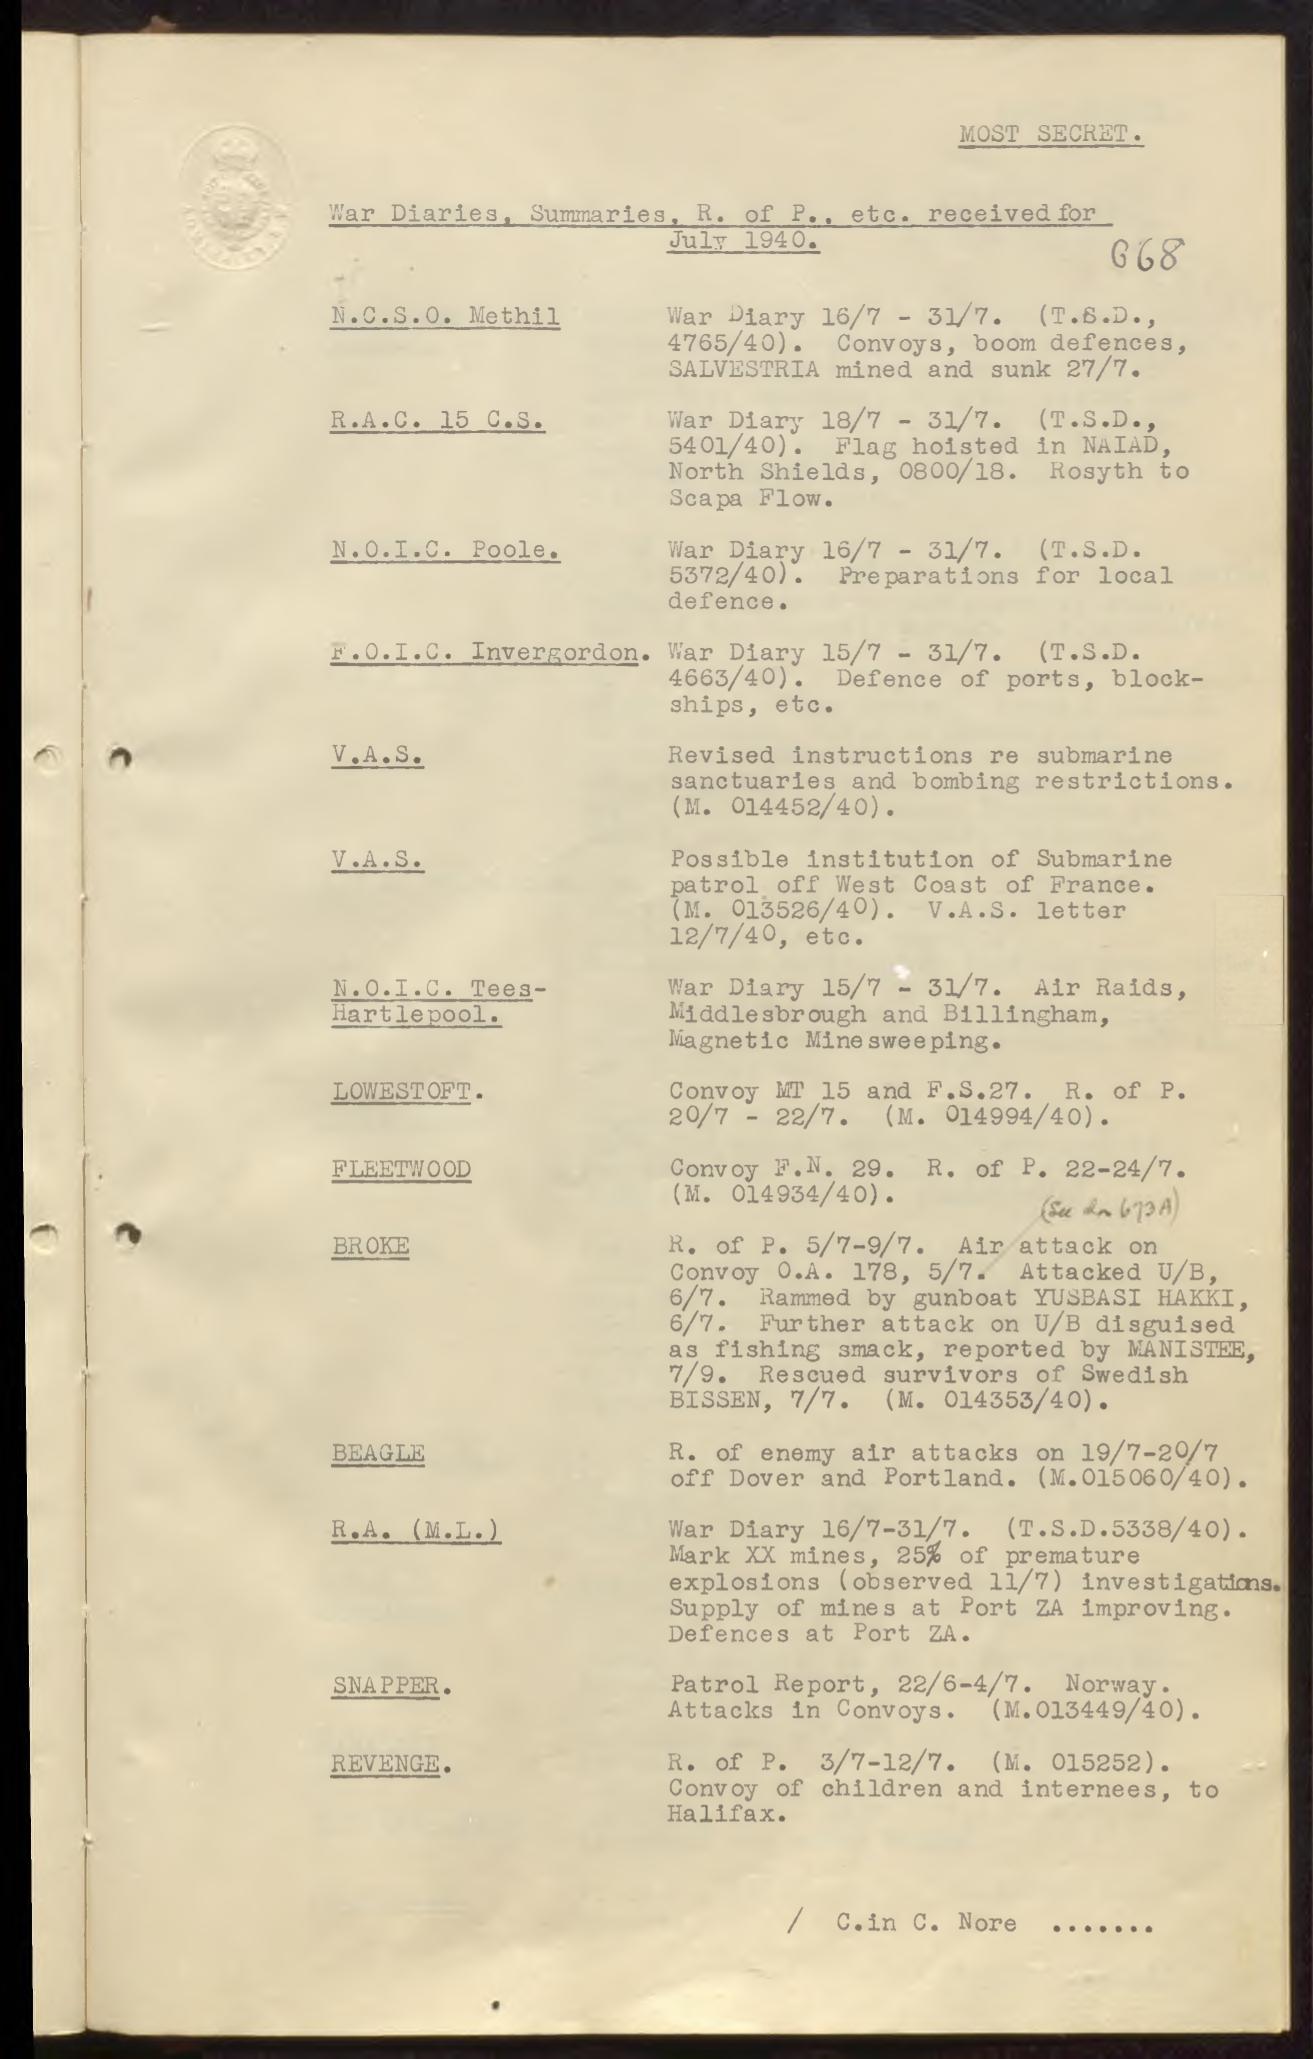 MOST SECRET.
War Diaries, Summaries, R. of P., etc. received for
July 1940.
668
N.C.S.O. Methil
War Diary 16/7 - 31/7. (T.S.D.,
4765/40). Convoys, boom defences,
SALVESTRIA mined and sunk 27/7.
R.A.C. 15 C.S.
War Diary 18/7 - 31/7. (T.S.D.,
5401/40). Flag hoisted in NAIAD,
North Shields, 0800/18. Rosyth to
Scapa Flow.
N.O.I.C. Poole.
War Diary 16/7 - 31/7. (T.S.D.
5372/40). Preparations for local
defence.
F.O.I.C. Invergordon.
War Diary 15/7 - 31/7. (T.S.D.
4663/40). Defence of ports, block-
ships, etc.
V.A.S.
Revised instructions re submarine
sanctuaries and bombing restrictions.
(M. 014452/40).
V.A.S.
Possible institution of Submarine
patrol off West Coast of France.
(M. 013526/40). V.A.S. letter
12/7/40, etc.
N.O.I.C. Tees-
Hartlepool.
War Diary 15/7 - 31/7. Air Raids,
Middlesbrough and Billingham,
Magnetic Minesweeping.
LOWESTOFT.
Convoy MT 15 and F.S.27. R. of P.
20/7 - 22/7. (M. 014994/40).
FLEETWOOD
Convoy F.N. 29. R. of P. 22-24/7.
(M. 014934/40).
(See 673A)
BROKE
R. of P. 5/7-9/7. Air attack on
Convoy O.A. 178, 5/7. Attacked U/B,
6/7. Rammed by gunboat YUSBASI HAKKI,
6/7. Further attack on U/B disguised
as fishing smack, reported by MANISTEE,
7/9. Rescued survivors of Swedish
BISSEN, 7/7. (M. 014353/40).
BEAGLE
R. of enemy air attacks on 19/7-20/7
off Dover and Portland. (M.015060/40).
R.A. (M.L.)
War Diary 16/7-31/7. (T.S.D.5338/40).
Mark XX mines, 25% of premature
explosions (observed 11/7) investigations.
Supply of mines at Port ZA improving.
Defences at Port ZA.
SNAPPER.
Patrol Report, 22/6-4/7. Norway.
Attacks in Convoys. (M.013449/40).
REVENGE.
R. of P. 3/7-12/7. (M. 015252).
Convoy of children and internees, to
Halifax.
/ C.in C. Nore .......